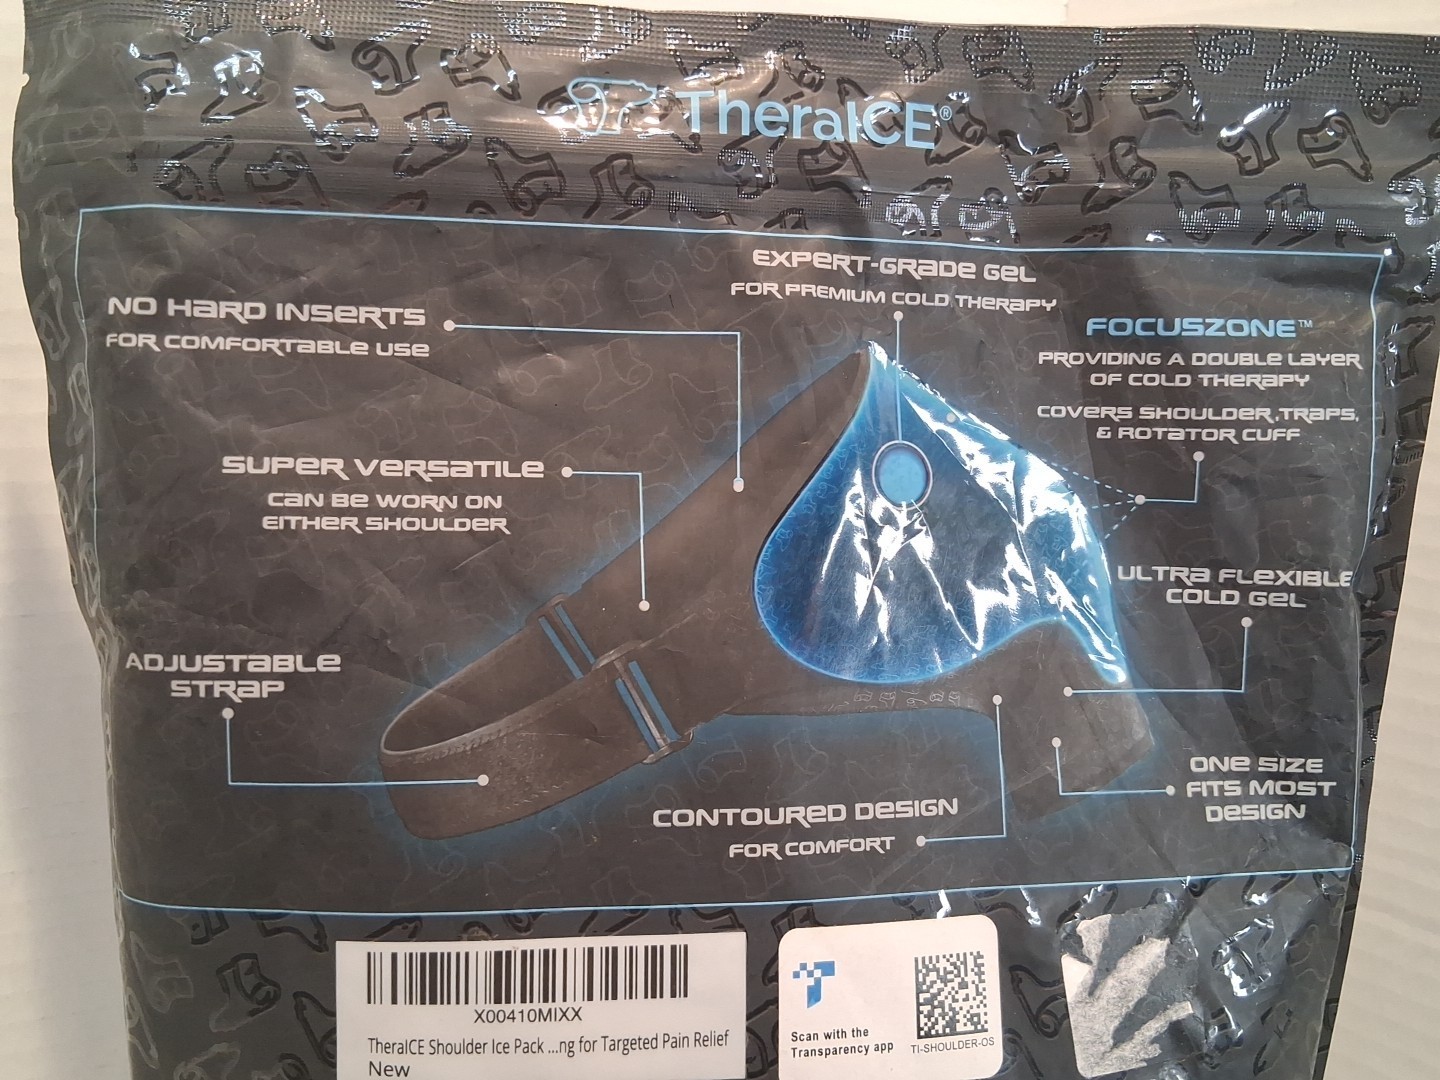 TheraICE®
EXPERT-GRADE GEL
FOR PREMIUM COLD THERAPY
NO HARD INSERTS
FOR COMFORTABLE USE
FOCUSZONE™
PROVIDING A DOUBLE LAYER
OF COLD THERAPY
COVERS SHOULDER, TRAPS,
& ROTATOR CUFF
SUPER VERSATILE
CAN BE WORN ON
EITHER SHOULDER
ULTRA FLEXIBLE
COLD GEL
ADJUSTABLE
STRAP
ONE SIZE
FITS MOST
DESIGN
CONTOURED DESIGN
FOR COMFORT
X00410MIXX
TheraICE Shoulder Ice Pack ...ng for Targeted Pain Relief
New
Scan with the
Transparency app
TI-SHOULDER-OS